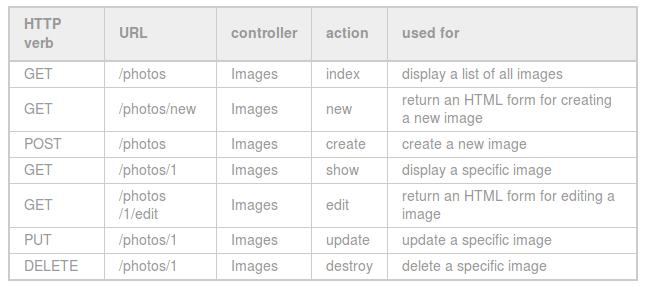 HTTP verb URL controller action used for
GET /photos Images index display a list of all images
GET /photos/new Images new return an HTML form for creating
a new image
POST /photos Images create create a new image
GET /photos/1 Images show display a specific image
GET /photos
/1/edit Images edit return an HTML form for editing a
image
PUT /photos/1 Images update update a specific image
DELETE /photos/1 Images destroy delete a specific image